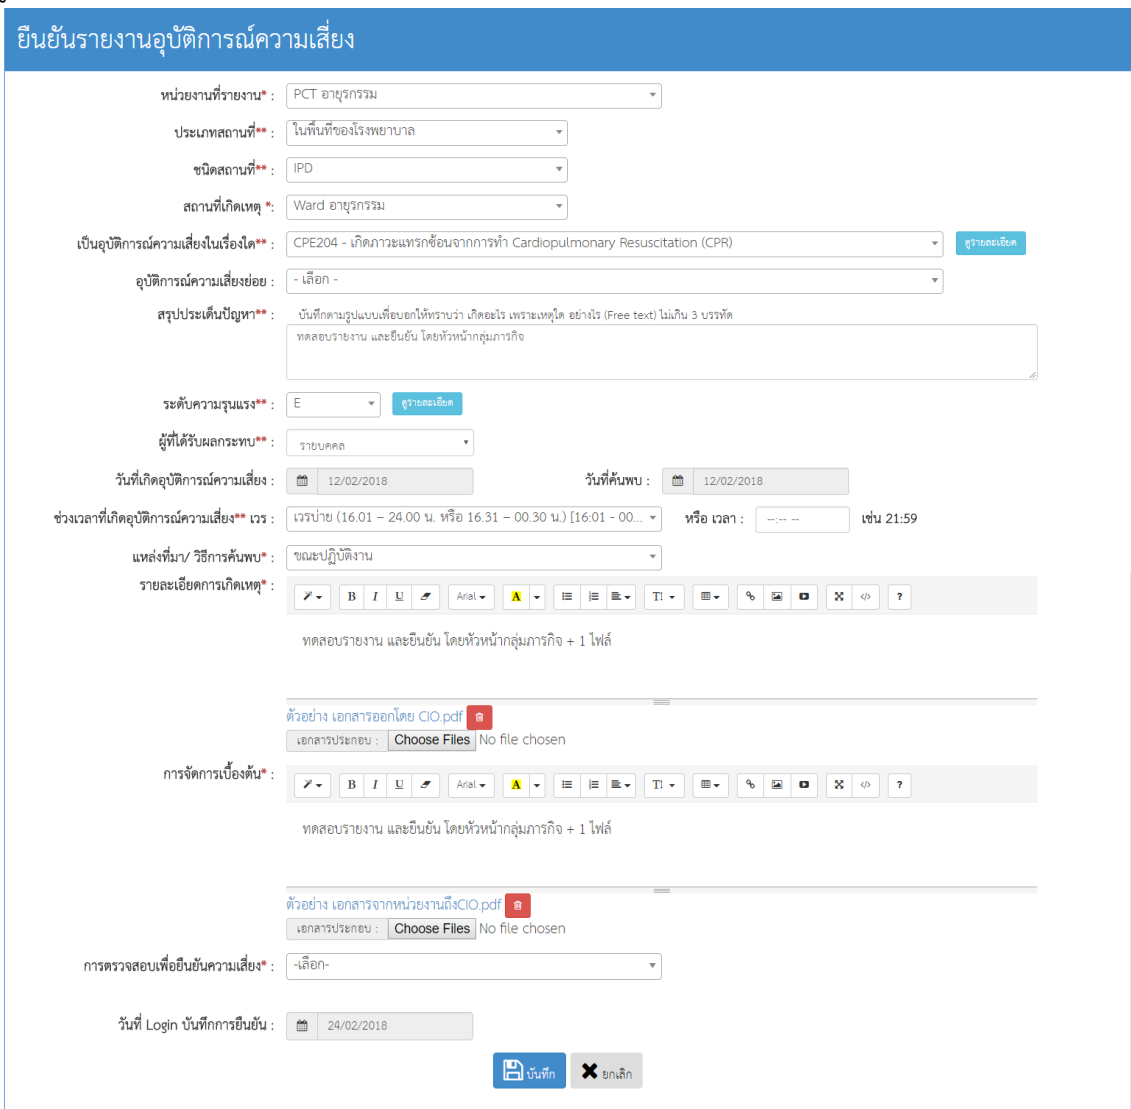 ยืนยันรายงานอุบัติการณ์ความเสี่ยง
หน่วยงานที่รายงาน* : PCT อายุรกรรม
ประเภทสถานที่** : ในพื้นที่ของโรงพยาบาล
ชนิดสถานที่** : IPD
สถานที่เกิดเหตุ *: Ward อายุรกรรม
เป็นอุบัติการณ์ความเสี่ยงในเรื่องใด** : CPE204 - เกิดภาวะแทรกซ้อนจากการทำ Cardiopulmonary Resuscitation (CPR) ดูรายละเอียด
อุบัติการณ์ความเสี่ยงย่อย : - เลือก -
สรุปประเด็นปัญหา** : บันทึกตามรูปแบบเพื่อบอกให้ทราบว่า เกิดอะไร เพราะเหตุใด อย่างไร (Free text) ไม่เกิน 3 บรรทัด
ทดสอบรายงาน และยืนยัน โดยหัวหน้ากลุ่มภารกิจ
ระดับความรุนแรง** : E ดูรายละเอียด
ผู้ที่ได้รับผลกระทบ** : รายบุคคล
วันที่เกิดอุบัติการณ์ความเสี่ยง : 12/02/2018 วันที่ค้นพบ : 12/02/2018
ช่วงเวลาที่เกิดอุบัติการณ์ความเสี่ยง** เวร : เวรบ่าย (16.01 – 24.00 น. หรือ 16.31 – 00.30 น.) [16:01 - 00... หรือ เวลา : --:-- -- เช่น 21:59
แหล่งที่มา/ วิธีการค้นพบ* : ขณะปฏิบัติงาน
รายละเอียดการเกิดเหตุ* :
B I U Arial A T! ?
ทดสอบรายงาน และยืนยัน โดยหัวหน้ากลุ่มภารกิจ + 1 ไฟล์
ตัวอย่าง เอกสารออกโดย CIO.pdf
เอกสารประกอบ : Choose Files No file chosen
การจัดการเบื้องต้น* :
B I U Arial A T! ?
ทดสอบรายงาน และยืนยัน โดยหัวหน้ากลุ่มภารกิจ + 1 ไฟล์
ตัวอย่าง เอกสารจากหน่วยงานถึงCIO.pdf
เอกสารประกอบ : Choose Files No file chosen
การตรวจสอบเพื่อยืนยันความเสี่ยง* : -เลือก-
วันที่ Login บันทึกการยืนยัน : 24/02/2018
บันทึก ยกเลิก